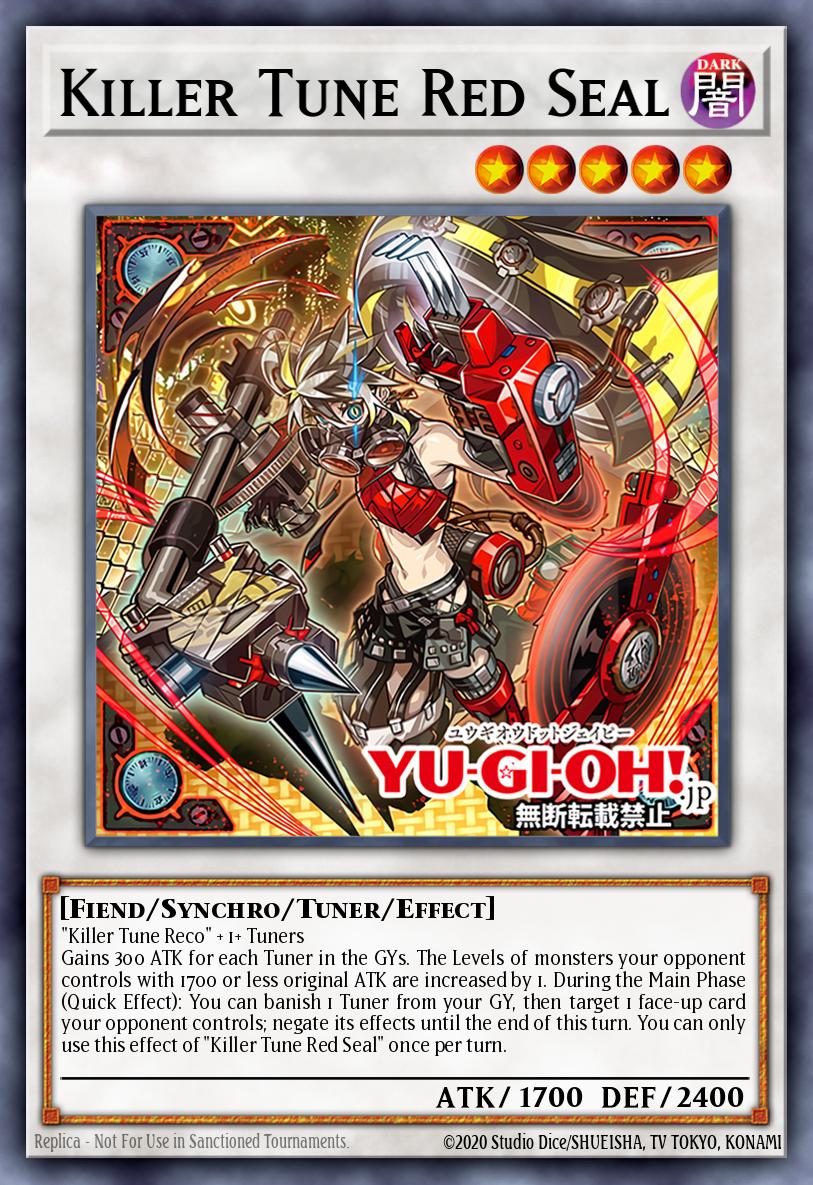 Killer Tune Red Seal
DARK
闇
[Fiend/Synchro/Tuner/Effect]
"Killer Tune Reco" + 1+ Tuners
Gains 300 ATK for each Tuner in the GYs. The Levels of monsters your opponent
controls with 1700 or less original ATK are increased by 1. During the Main Phase
(Quick Effect): You can banish 1 Tuner from your GY, then target 1 face-up card
your opponent controls; negate its effects until the end of this turn. You can only
use this effect of "Killer Tune Red Seal" once per turn.
ATK/ 1700 DEF/2400
ユウギオウドットジェイピー
YU-GI-OH!.jp
無断転載禁止
Replica - Not For Use in Sanctioned Tournaments.
©2020 Studio Dice/SHUEISHA, TV TOKYO, KONAMI